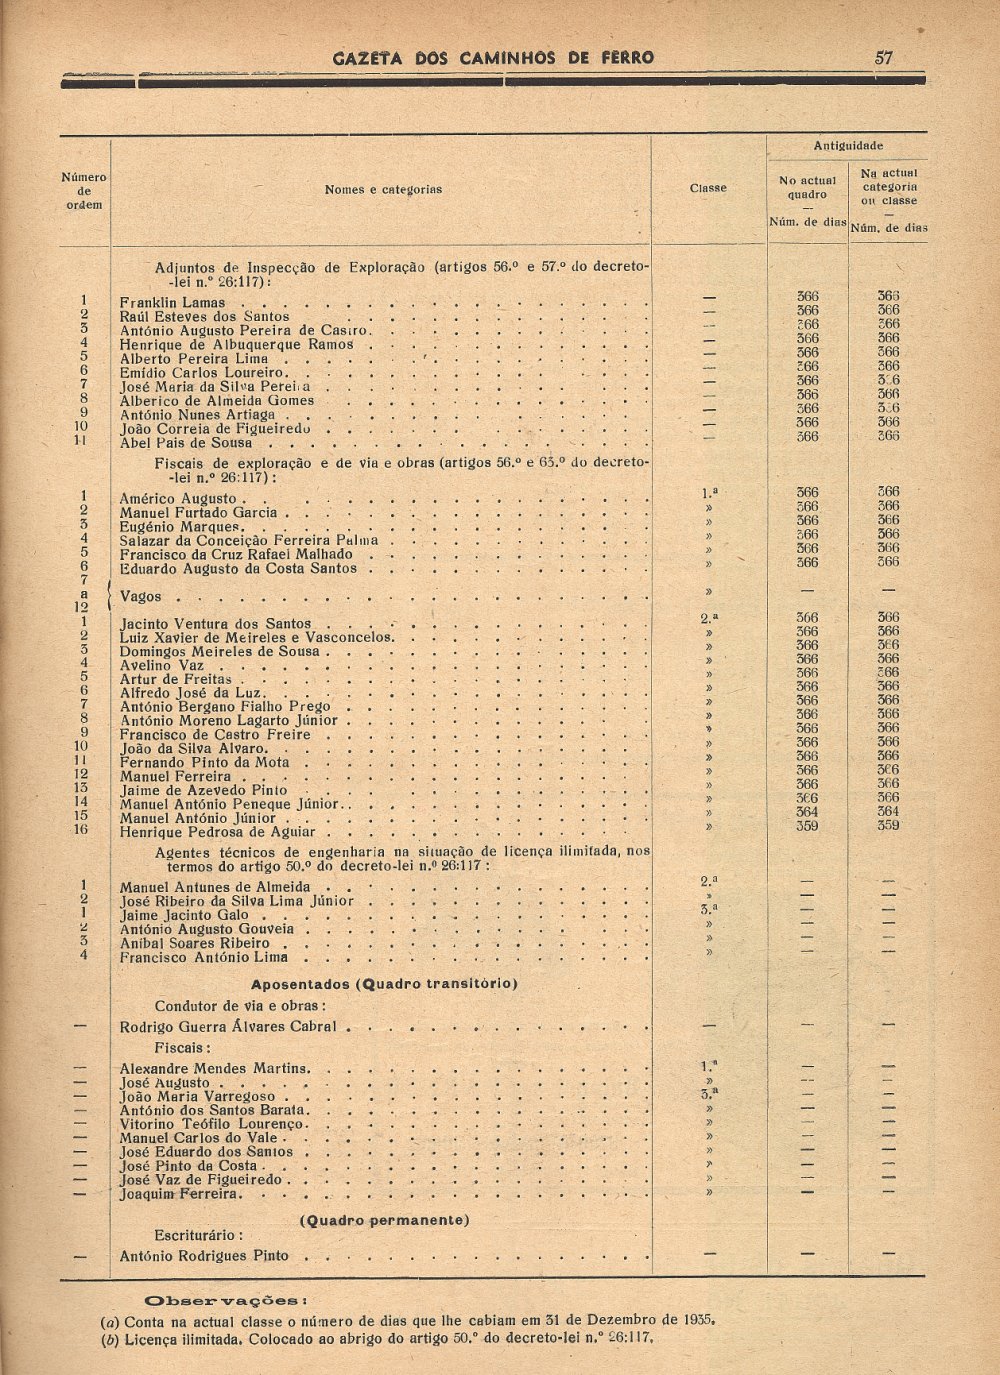 GAZETA DOS CAMINHOS DE FERRO 57
Antiguidade
Número de ordem Nomes e categorias Classe No actual quadro — Núm. de dias Na actual categoria ou classe — Núm. de dias
Adjuntos de Inspecção de Exploração (artigos 56.º e 57.º do decreto-
-lei n.º 26:117):
1 Franklin Lamas — 366 366
2 Raúl Esteves dos Santos — 366 366
3 António Augusto Pereira de Castro — 366 366
4 Henrique de Albuquerque Ramos — 366 366
5 Alberto Pereira Lima — 366 366
6 Emídio Carlos Loureiro — 366 366
7 José Maria da Silva Pereira — 366 366
8 Alberico de Almeida Gomes — 366 366
9 António Nunes Artiaga — 366 366
10 João Correia de Figueiredo — 366 366
11 Abel Pais de Sousa — 366 366
Fiscais de exploração e de via e obras (artigos 56.º e 63.º do decreto-
-lei n.º 26:117):
1 Américo Augusto 1.ª 366 366
2 Manuel Furtado Garcia » 366 366
3 Eugénio Marques » 366 366
4 Salazar da Conceição Ferreira Palma » 366 366
5 Francisco da Cruz Rafael Malhado » 366 366
6 Eduardo Augusto da Costa Santos » 366 366
7 a 12 Vagos » — —
1 Jacinto Ventura dos Santos 2.ª 366 366
2 Luiz Xavier de Meireles e Vasconcelos » 366 366
3 Domingos Meireles de Sousa » 366 366
4 Avelino Vaz » 366 366
5 Artur de Freitas » 366 366
6 Alfredo José da Luz » 366 366
7 António Bergano Fialho Prego » 366 366
8 António Moreno Lagarto Júnior » 366 366
9 Francisco de Castro Freire » 366 366
10 João da Silva Alvaro » 366 366
11 Fernando Pinto da Mota » 366 366
12 Manuel Ferreira » 366 366
13 Jaime de Azevedo Pinto » 366 366
14 Manuel António Peneque Júnior » 366 366
15 Manuel António Júnior » 364 364
16 Henrique Pedrosa de Aguiar » 359 359
Agentes técnicos de engenharia na situação de licença ilimitada, nos
termos do artigo 50.º do decreto-lei n.º 26:117 :
1 Manuel Antunes de Almeida 2.ª — —
2 José Ribeiro da Silva Lima Júnior » — —
1 Jaime Jacinto Galo 3.ª — —
2 António Augusto Gouveia » — —
3 Aníbal Soares Ribeiro » — —
4 Francisco António Lima » — —
Aposentados (Quadro transitório)
Condutor de via e obras :
— Rodrigo Guerra Álvares Cabral — — —
Fiscais :
— Alexandre Mendes Martins 1.ª — —
— José Augusto » — —
— João Maria Varregoso 3.ª — —
— António dos Santos Barata » — —
— Vitorino Teófilo Lourenço » — —
— Manuel Carlos do Vale » — —
— José Eduardo dos Santos » — —
— José Pinto da Costa » — —
— José Vaz de Figueiredo » — —
— Joaquim Ferreira » — —
(Quadro permanente)
Escriturário :
— António Rodrigues Pinto — — —
Observações :
(a) Conta na actual classe o número de dias que lhe cabiam em 31 de Dezembro de 1935.
(b) Licença ilimitada. Colocado ao abrigo do artigo 50.º do decreto-lei n.º 26:117.